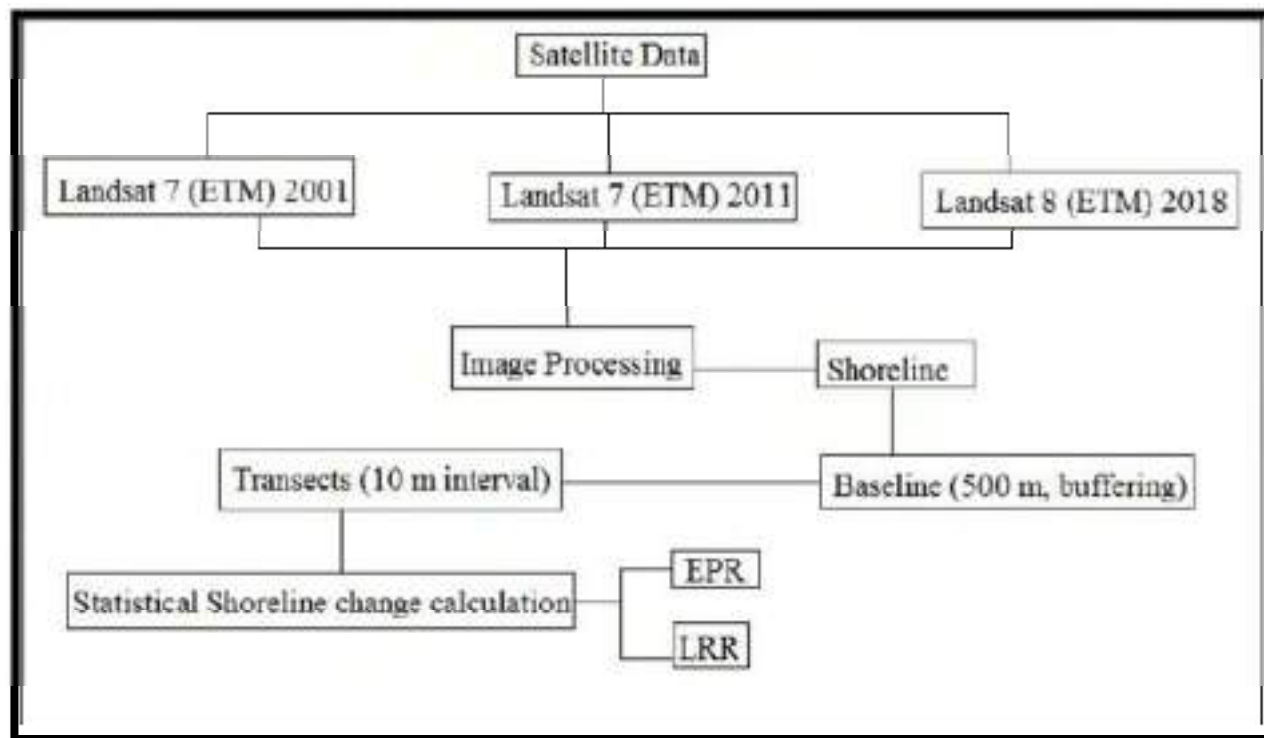 Satellite Data
Landsat 7 (ETM) 2001
Landsat 7 (ETM) 2011
Landsat 8 (ETM) 2018
Image Processing
Shoreline
Transects (10 m interval)
Baseline (500 m, buffering)
EPR
Statistical Shoreline change calculation
LRR